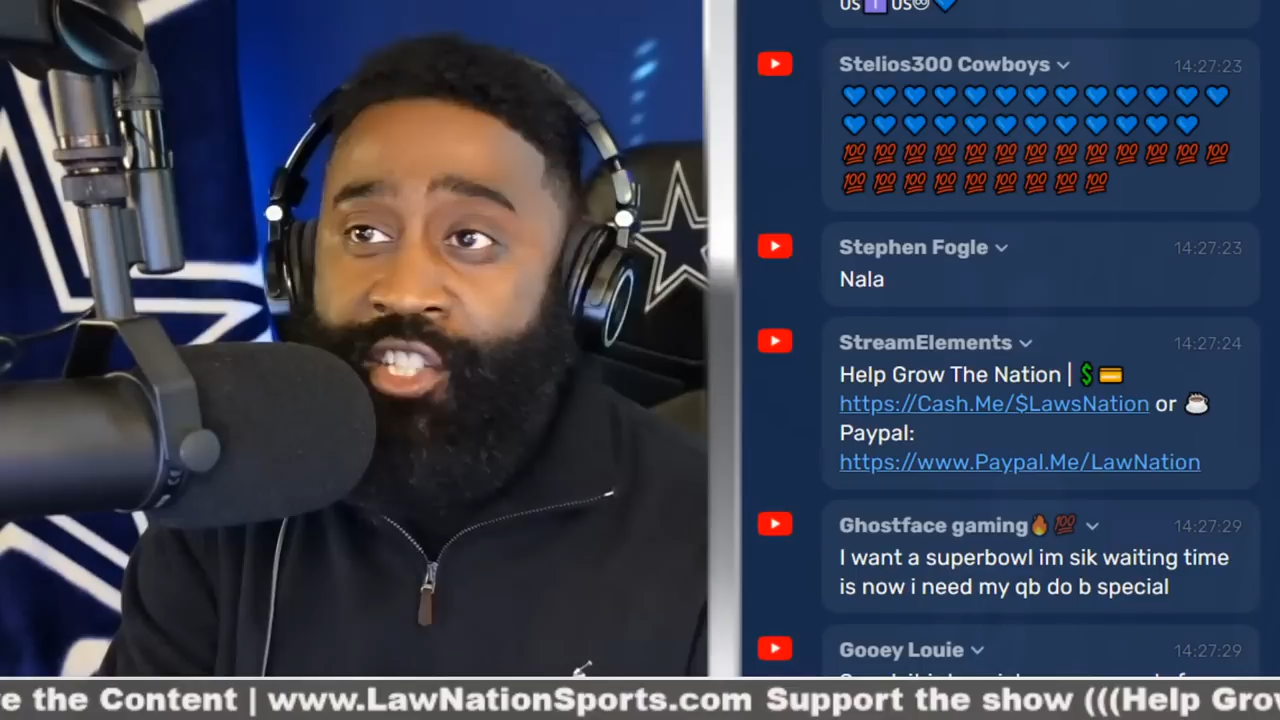 us ℹ️ us♾💙
Stelios300 Cowboys 14:27:23
💙💙💙💙💙💙💙💙💙💙💙💙💙
💙💙💙💙💙💙💙💙💙💙💙💙
💯💯💯💯💯💯💯💯💯💯💯💯💯
💯💯💯💯💯💯💯💯💯
Stephen Fogle 14:27:23
Nala
StreamElements 14:27:24
Help Grow The Nation | 💲💳
https://Cash.Me/$LawsNation or ☕
Paypal:
https://www.Paypal.Me/LawNation
Ghostface gaming🔥💯 14:27:29
I want a superbowl im sik waiting time
is now i need my qb do b special
Gooey Louie 14:27:29
e the Content | www.LawNationSports.com Support the show (((Help Grow